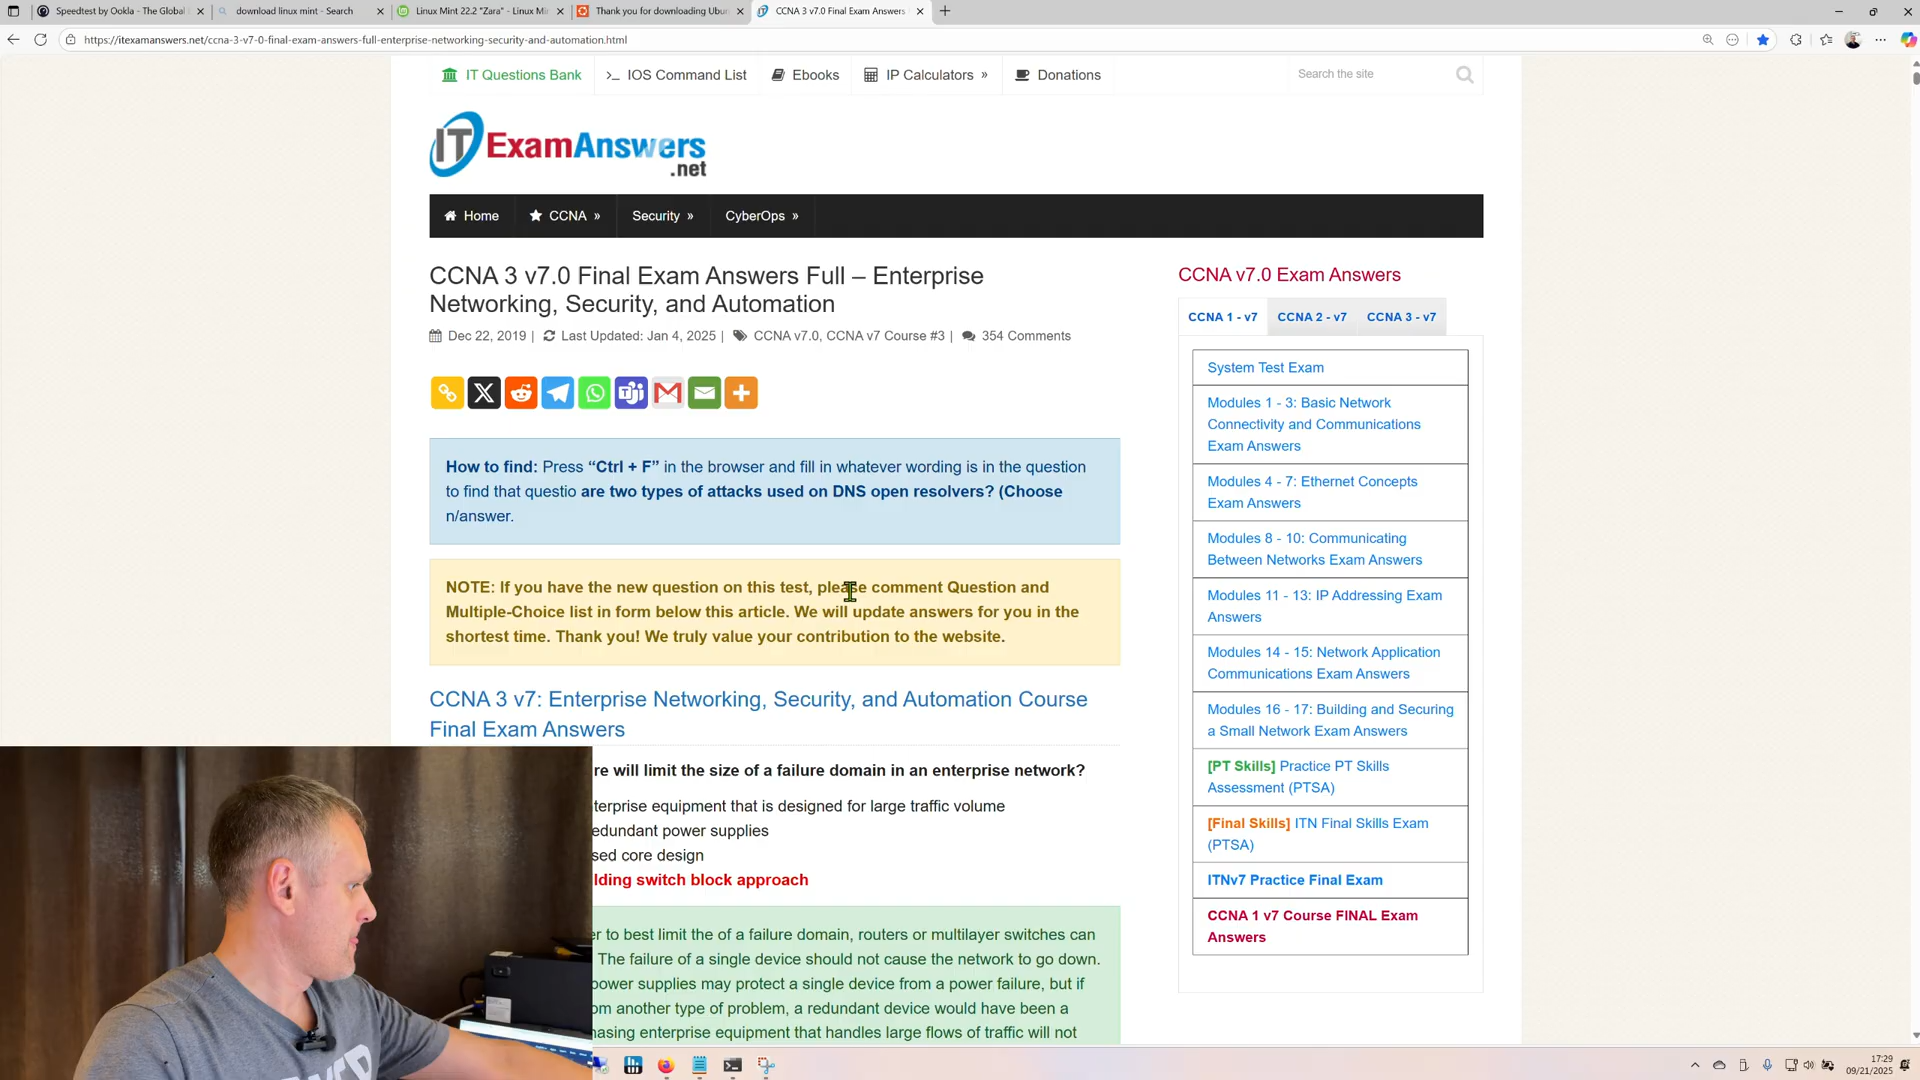 Speedtest by Ookla - The Global
download linux mint - Search
Linux Mint 22.2 "Zara" - Linux Mi
Thank you for downloading Ubu
CCNA 3 v7.0 Final Exam Answers
https://itexamanswers.net/ccna-3-v7-0-final-exam-answers-full-enterprise-networking-security-and-automation.html
IT Questions Bank
IOS Command List
Ebooks
IP Calculators »
Donations
Search the site
IT ExamAnswers
.net
Home
CCNA »
Security »
CyberOps »
CCNA 3 v7.0 Final Exam Answers Full – Enterprise
Networking, Security, and Automation
Dec 22, 2019 | Last Updated: Jan 4, 2025 | CCNA v7.0, CCNA v7 Course #3 | 354 Comments
How to find: Press “Ctrl + F” in the browser and fill in whatever wording is in the question
to find that questio are two types of attacks used on DNS open resolvers? (Choose
n/answer.
NOTE: If you have the new question on this test, please comment Question and
Multiple-Choice list in form below this article. We will update answers for you in the
shortest time. Thank you! We truly value your contribution to the website.
CCNA 3 v7: Enterprise Networking, Security, and Automation Course
Final Exam Answers
re will limit the size of a failure domain in an enterprise network?
terprise equipment that is designed for large traffic volume
edundant power supplies
sed core design
lding switch block approach
er to best limit the of a failure domain, routers or multilayer switches can
The failure of a single device should not cause the network to go down.
power supplies may protect a single device from a power failure, but if
om another type of problem, a redundant device would have been a
hasing enterprise equipment that handles large flows of traffic will not
CCNA v7.0 Exam Answers
CCNA 1 - v7
CCNA 2 - v7
CCNA 3 - v7
System Test Exam
Modules 1 - 3: Basic Network
Connectivity and Communications
Exam Answers
Modules 4 - 7: Ethernet Concepts
Exam Answers
Modules 8 - 10: Communicating
Between Networks Exam Answers
Modules 11 - 13: IP Addressing Exam
Answers
Modules 14 - 15: Network Application
Communications Exam Answers
Modules 16 - 17: Building and Securing
a Small Network Exam Answers
[PT Skills] Practice PT Skills
Assessment (PTSA)
[Final Skills] ITN Final Skills Exam
(PTSA)
ITNv7 Practice Final Exam
CCNA 1 v7 Course FINAL Exam
Answers
17:29
09/21/2025